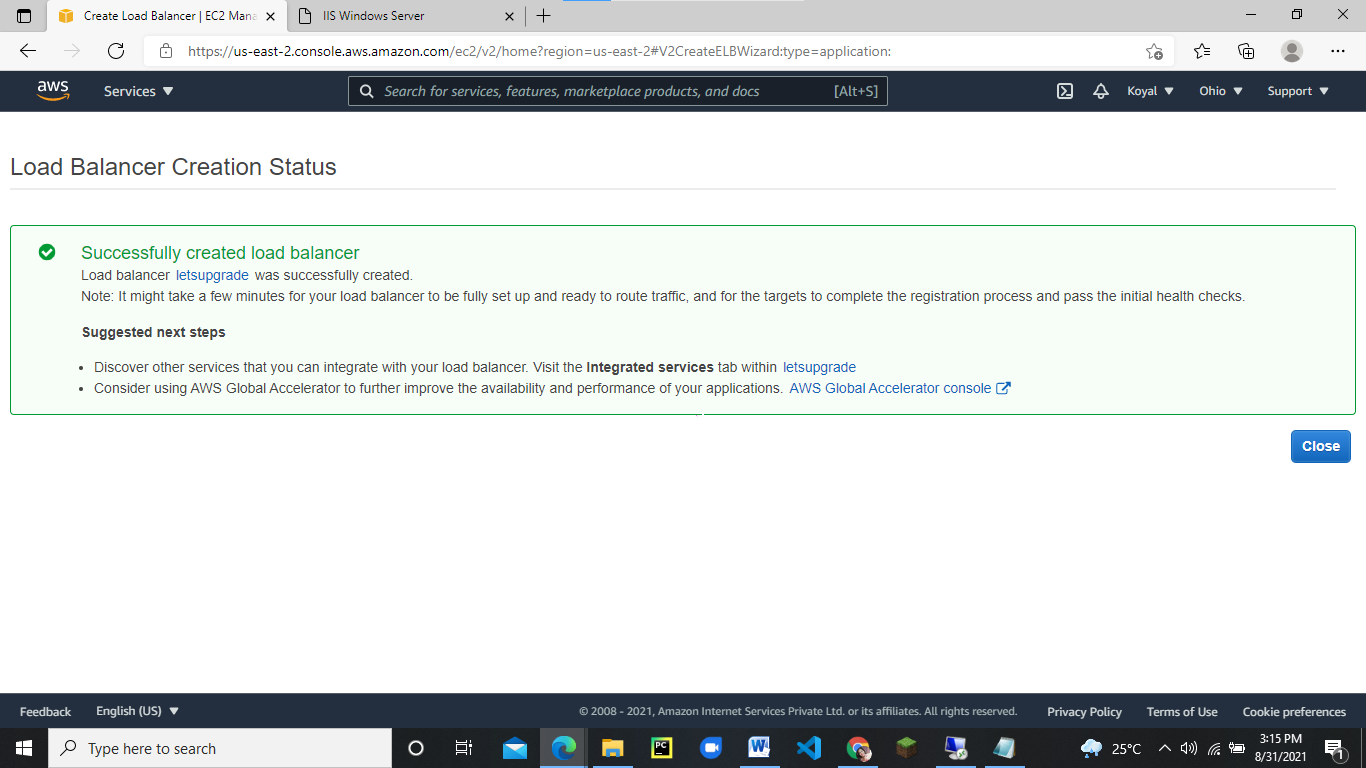 Create Load Balancer | EC2 Mana
IIS Windows Server
https://us-east-2.console.aws.amazon.com/ec2/v2/home?region=us-east-2#V2CreateELBWizard:type=application:
aws
Services
Search for services, features, marketplace products, and docs [Alt+S]
Koyal
Ohio
Support
Load Balancer Creation Status
Successfully created load balancer
Load balancer letsupgrade was successfully created.
Note: It might take a few minutes for your load balancer to be fully set up and ready to route traffic, and for the targets to complete the registration process and pass the initial health checks.
Suggested next steps
• Discover other services that you can integrate with your load balancer. Visit the Integrated services tab within letsupgrade
• Consider using AWS Global Accelerator to further improve the availability and performance of your applications. AWS Global Accelerator console
Close
Feedback
English (US)
© 2008 - 2021, Amazon Internet Services Private Ltd. or its affiliates. All rights reserved.
Privacy Policy
Terms of Use
Cookie preferences
Type here to search
PC
W
25°C
3:15 PM
8/31/2021
1